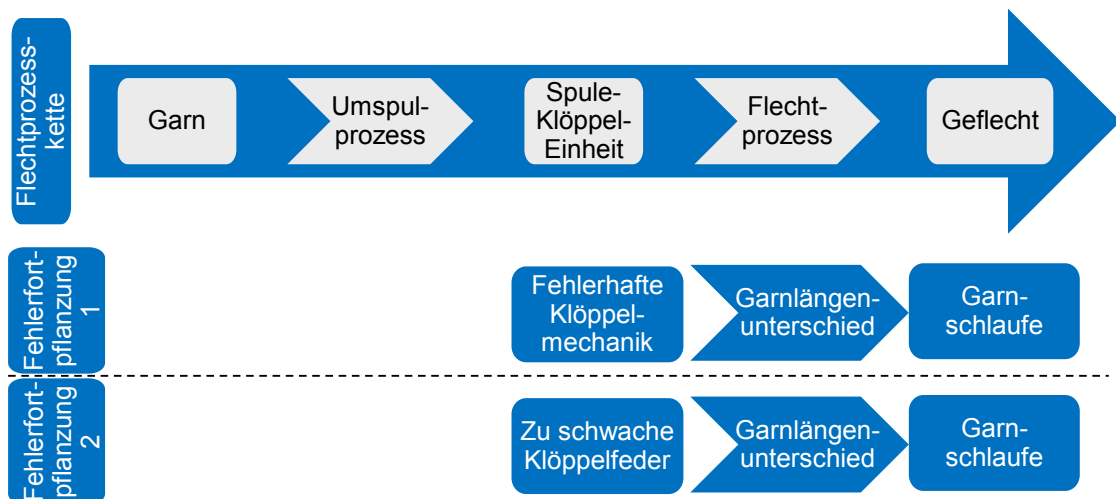 Flechtprozess-
kette
Garn
Umspul-
prozess
Spule-
Klöppel-
Einheit
Flecht-
prozess
Geflecht
Fehlerfort-
pflanzung
1
Fehlerhafte
Klöppel-
mechanik
Garnlängen-
unterschied
Garn-
schlaufe
Fehlerfort-
pflanzung
2
Zu schwache
Klöppelfeder
Garnlängen-
unterschied
Garn-
schlaufe